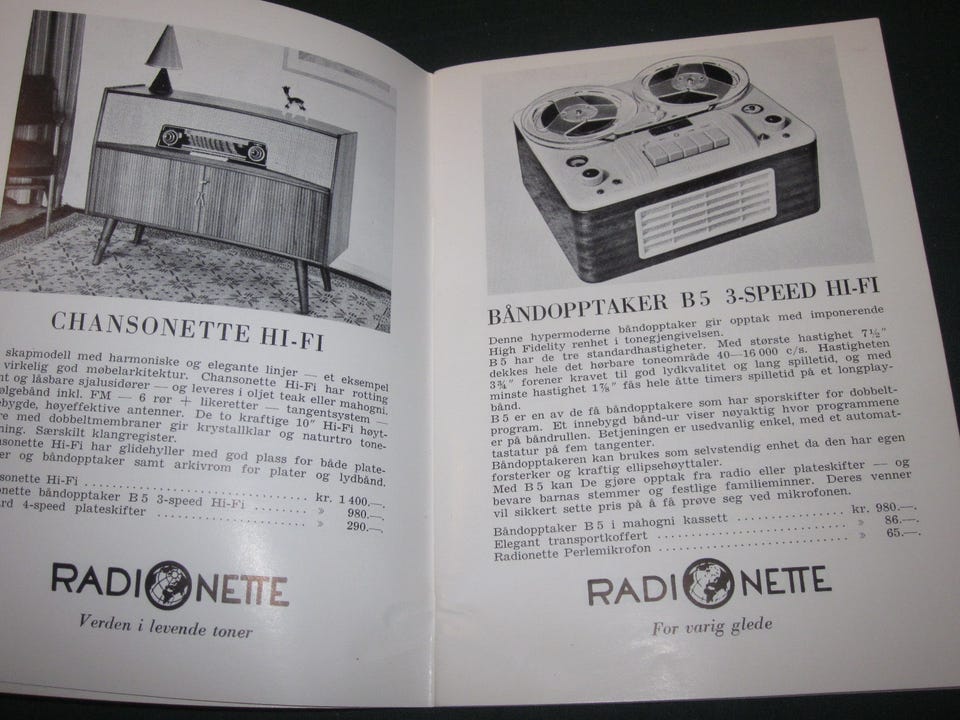 CHANSONETTE HI-FI
skapmodell med harmoniske og elegante linjer — et eksempel
virkelig god møbelarkitektur. Chansonette Hi-Fi har rotting
og låsbare sjalusidører — og leveres i oljet teak eller mahogni.
inkl. FM — 6 rør + likeretter — tangentsystem —
høyeffektive antenner. De to kraftige 10" Hi-Fi høyt-
med dobbeltmembraner gir krystallklar og naturtro tone-
Særskilt klangregister.
Hi-Fi har glidehyller med god plass for både plate-
og båndopptaker samt arkivrom for plater og lydbånd.
Hi-Fi kr. 1 400.—.
båndopptaker B 5 3-speed Hi-Fi » 980.—.
4-speed plateskifter » 290.—.
RADIONETTE
Verden i levende toner
BÅNDOPPTAKER B 5 3-SPEED HI-FI
Denne hypermoderne båndopptaker gir opptak med imponerende
High Fidelity renhet i tonegjengivelsen.
B 5 har de tre standardhastigheter. Med største hastighet 7½"
dekkes hele det hørbare toneområde 40—16 000 c/s. Hastigheten
3¾" forener kravet til god lydkvalitet og lang spilletid, og med
minste hastighet 1⅞" fås hele åtte timers spilletid på et longplay-
bånd.
B 5 er en av de få båndopptakere som har sporskifter for dobbelt-
program. Et innebygd bånd-ur viser nøyaktig hvor programmene
er på båndrullen. Betjeningen er usedvanlig enkel, med et automat-
tastatur på fem tangenter.
Båndopptakeren kan brukes som selvstendig enhet da den har egen
forsterker og kraftig ellipsehøyttaler.
Med B 5 kan De gjøre opptak fra radio eller plateskifter — og
bevare barnas stemmer og festlige familieminner. Deres venner
vil sikkert sette pris på å få prøve seg ved mikrofonen.
Båndopptaker B 5 i mahogni kassett kr. 980.—.
Elegant transportkoffert » 86.—.
Radionette Perlemikrofon » 65.—.
RADIONETTE
For varig glede